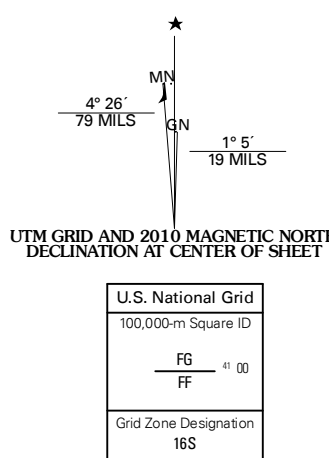 ★
MN
4° 26´
79 MILS
GN
1° 5´
19 MILS
UTM GRID AND 2010 MAGNETIC NORTH
DECLINATION AT CENTER OF SHEET
U.S. National Grid
100,000-m Square ID
FG
41 00
FF
Grid Zone Designation
16S